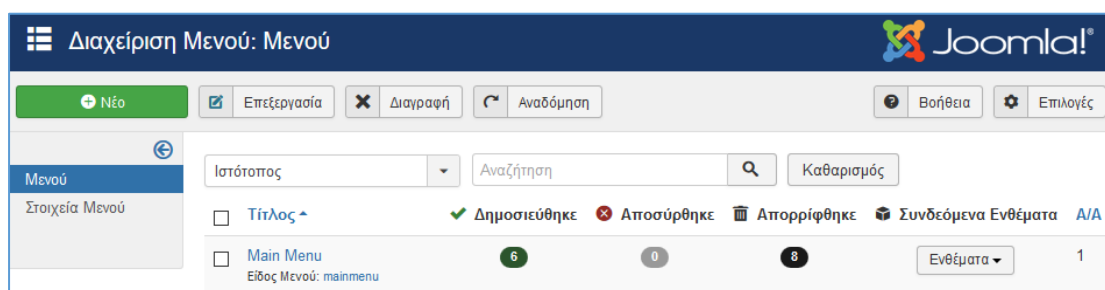 Διαχείριση Μενού: Μενού Joomla!®
Νέο Επεξεργασία Διαγραφή Αναδόμηση Βοήθεια Επιλογές
Μενού
Στοιχεία Μενού
Ιστότοπος Αναζήτηση Καθαρισμός
Τίτλος Δημοσιεύθηκε Αποσύρθηκε Απορρίφθηκε Συνδεόμενα Ενθέματα Α/Α
Main Menu 6 0 8 Ενθέματα 1
Είδος Μενού: mainmenu